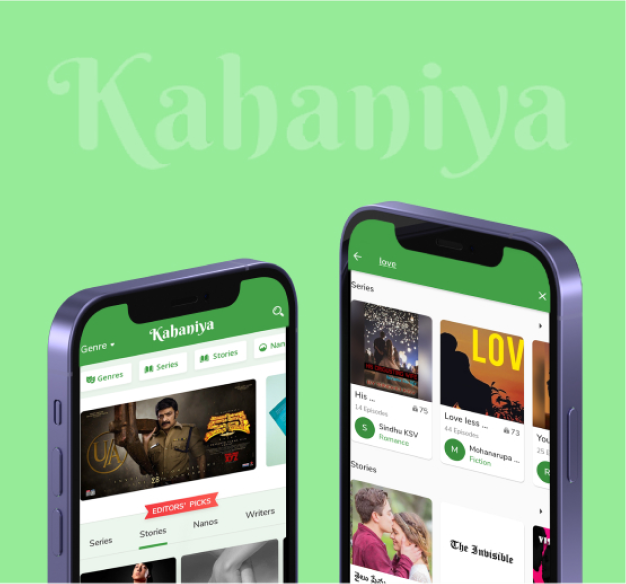 Kahaniya
Genre
Kahaniya
Genres
Series
Stories
Nan
U/A
EDITORS' PICKS
Series
Stories
Nanos
Writers
love
Series
LOV
His ...
75
14 Episodes
S
Sindhu KSV
Romance
Love less ...
73
44 Episodes
M
Mohanarupa ...
Fiction
You
25 E
R
Stories
The Invisible